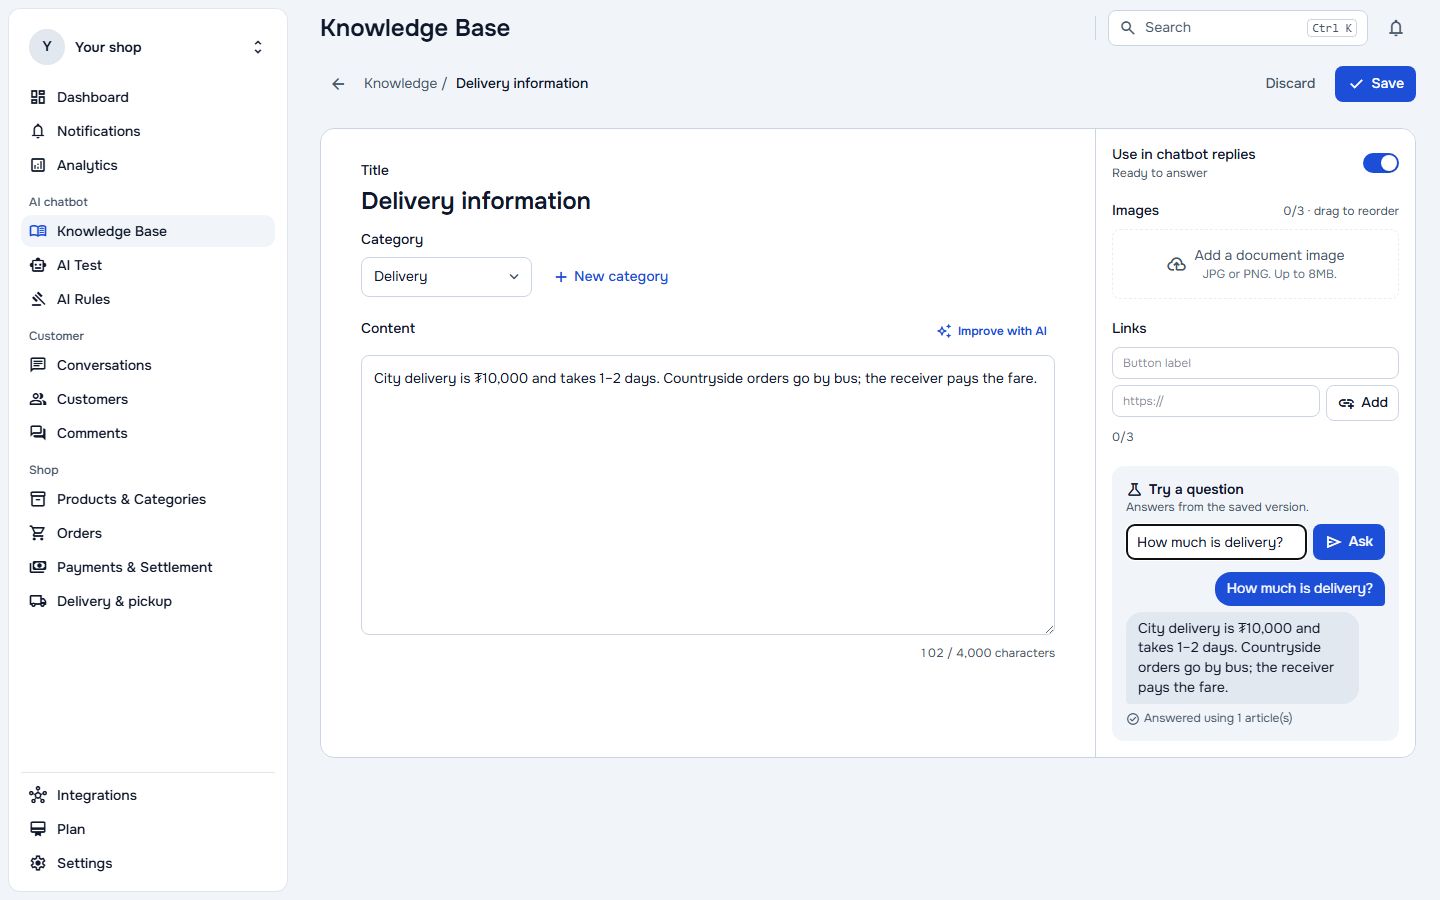 Y Your shop
Dashboard
Notifications
Analytics
AI chatbot
Knowledge Base
AI Test
AI Rules
Customer
Conversations
Customers
Comments
Shop
Products & Categories
Orders
Payments & Settlement
Delivery & pickup
Integrations
Plan
Settings
Knowledge Base
Search Ctrl K
Knowledge / Delivery information
Discard
Save
Title
Delivery information
Category
Delivery
New category
Content
Improve with AI
City delivery is ₮10,000 and takes 1–2 days. Countryside orders go by bus; the receiver pays the fare.
102 / 4,000 characters
Use in chatbot replies
Ready to answer
Images
0/3 · drag to reorder
Add a document image
JPG or PNG. Up to 8MB.
Links
Button label
https://
Add
0/3
Try a question
Answers from the saved version.
How much is delivery?
Ask
How much is delivery?
City delivery is ₮10,000 and
takes 1–2 days. Countryside
orders go by bus; the receiver
pays the fare.
Answered using 1 article(s)